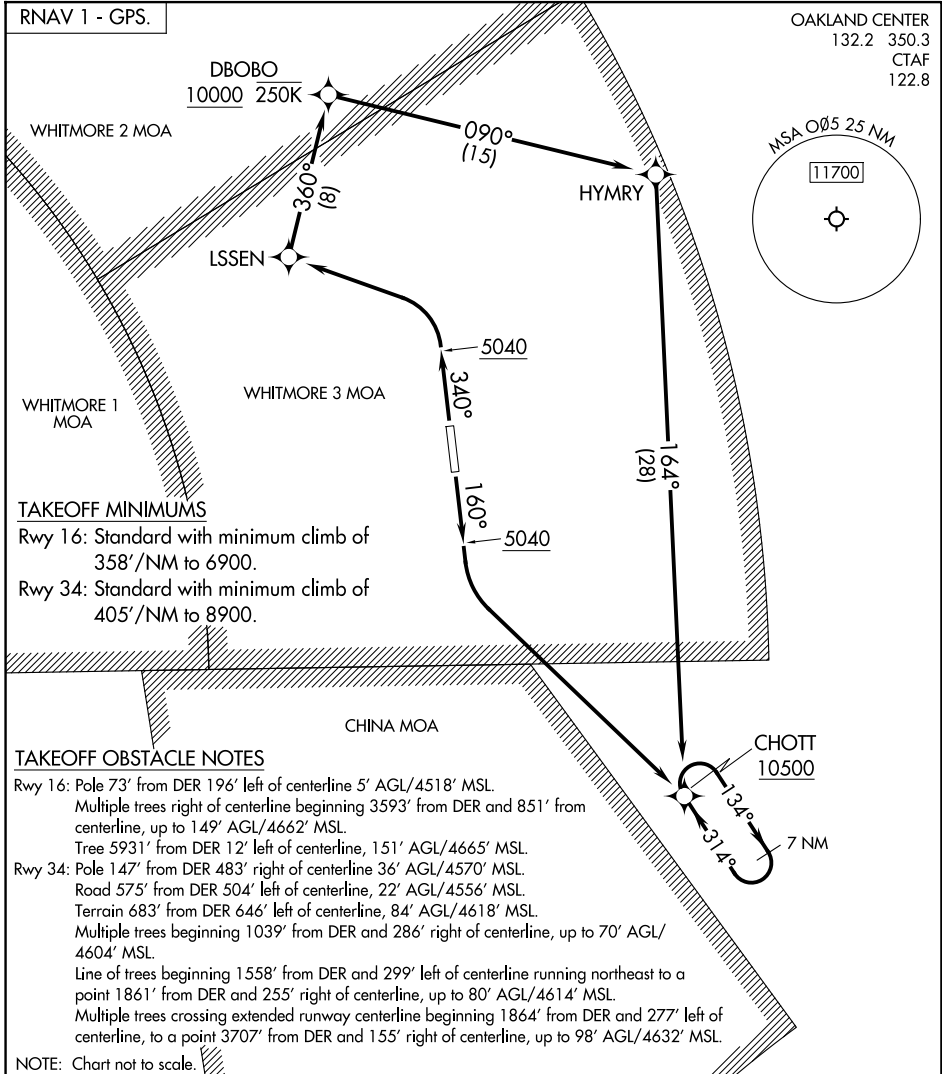 RNAV 1 - GPS.
OAKLAND CENTER
132.2 350.3
CTAF
122.8
DBOBO
10000 250K
WHITMORE 2 MOA
090°
(15)
MSA OØ5 25 NM
11700
HYMRY
360°
(8)
LSSEN
5040
340°
WHITMORE 1
MOA
WHITMORE 3 MOA
164°
(28)
160°
5040
TAKEOFF MINIMUMS
Rwy 16: Standard with minimum climb of
358'/NM to 6900.
Rwy 34: Standard with minimum climb of
405'/NM to 8900.
CHINA MOA
CHOTT
10500
134°
314°
7 NM
TAKEOFF OBSTACLE NOTES
Rwy 16: Pole 73' from DER 196' left of centerline 5' AGL/4518' MSL.
Multiple trees right of centerline beginning 3593' from DER and 851' from
centerline, up to 149' AGL/4662' MSL.
Tree 5931' from DER 12' left of centerline, 151' AGL/4665' MSL.
Rwy 34: Pole 147' from DER 483' right of centerline 36' AGL/4570' MSL.
Road 575' from DER 504' left of centerline, 22' AGL/4556' MSL.
Terrain 683' from DER 646' left of centerline, 84' AGL/4618' MSL.
Multiple trees beginning 1039' from DER and 286' right of centerline, up to 70' AGL/
4604' MSL.
Line of trees beginning 1558' from DER and 299' left of centerline running northeast to a
point 1861' from DER and 255' right of centerline, up to 80' AGL/4614' MSL.
Multiple trees crossing extended runway centerline beginning 1864' from DER and 277' left of
centerline, to a point 3707' from DER and 155' right of centerline, up to 98' AGL/4632' MSL.
NOTE: Chart not to scale.